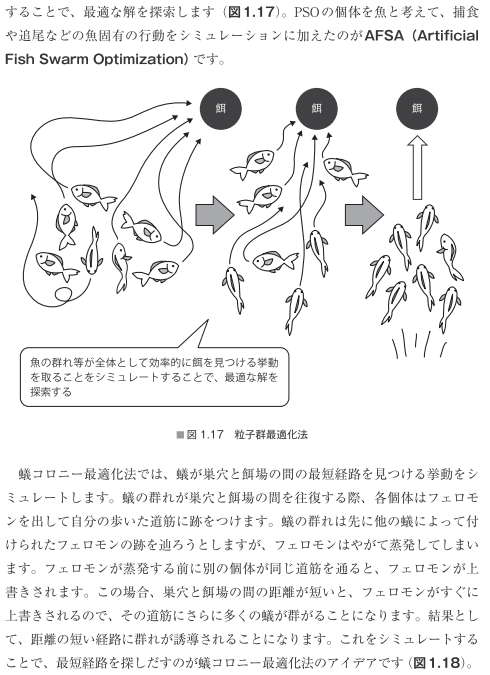 することで、最適な解を探索します（図1.17）。PSOの個体を魚と考えて、捕食
や追尾などの魚固有の行動をシミュレーションに加えたのがAFSA（Artificial
Fish Swarm Optimization）です。
餌
餌
餌
魚の群れ等が全体として効率的に餌を見つける挙動
を取ることをシミュレートすることで、最適な解を
探索する
■図1.17　粒子群最適化法
蟻コロニー最適化法では、蟻が巣穴と餌場の間の最短経路を見つける挙動をシ
ミュレートします。蟻の群れが巣穴と餌場の間を往復する際、各個体はフェロモ
ンを出して自分の歩いた道筋に跡をつけます。蟻の群れは先に他の蟻によって付
けられたフェロモンの跡を辿ろうとしますが、フェロモンはやがて蒸発してしまい
ます。フェロモンが蒸発する前に別の個体が同じ道筋を通ると、フェロモンが上
書きされます。この場合、巣穴と餌場の間の距離が短いと、フェロモンがすぐに
上書きされるので、その道筋にさらに多くの蟻が群がることになります。結果とし
て、距離の短い経路に群れが誘導されることになります。これをシミュレートする
ことで、最短経路を探しだすのが蟻コロニー最適化法のアイデアです（図1.18）。